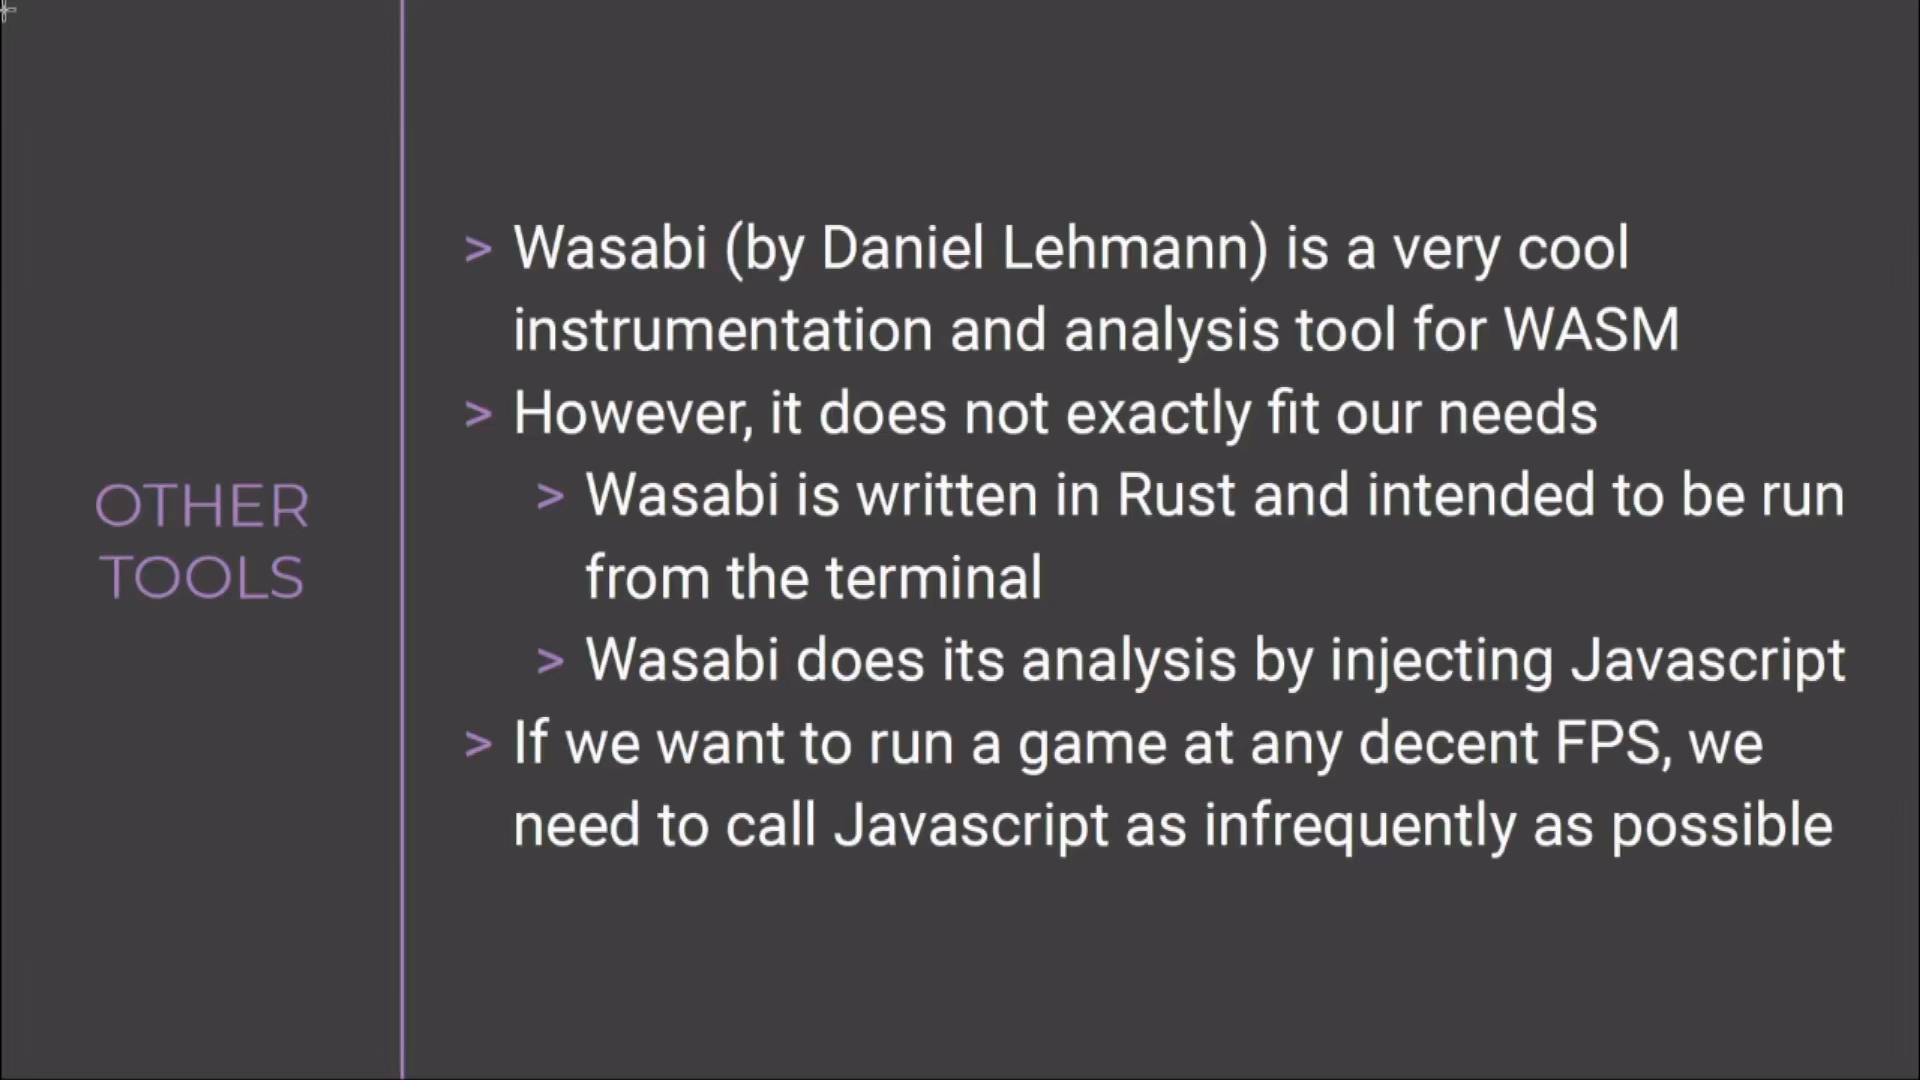 OTHER
TOOLS
> Wasabi (by Daniel Lehmann) is a very cool
instrumentation and analysis tool for WASM
> However, it does not exactly fit our needs
> Wasabi is written in Rust and intended to be run
from the terminal
> Wasabi does its analysis by injecting Javascript
> If we want to run a game at any decent FPS, we
need to call Javascript as infrequently as possible